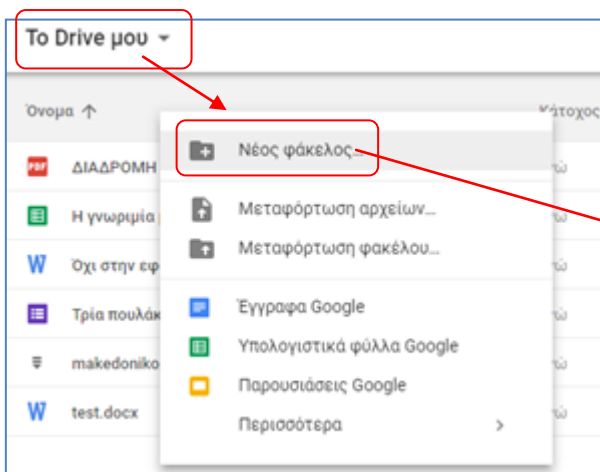 Το Drive μου
Όνομα ↑ Κάτοχος
PDF ΔΙΑΔΡΟΜΗ
Η γνωριμία
W Όχι στην εφ
Τρία πουλάκ
makedoniko
W test.docx
Νέος φάκελος...
Μεταφόρτωση αρχείων...
Μεταφόρτωση φακέλου...
Έγγραφα Google
Υπολογιστικά φύλλα Google
Παρουσιάσεις Google
Περισσότερα >